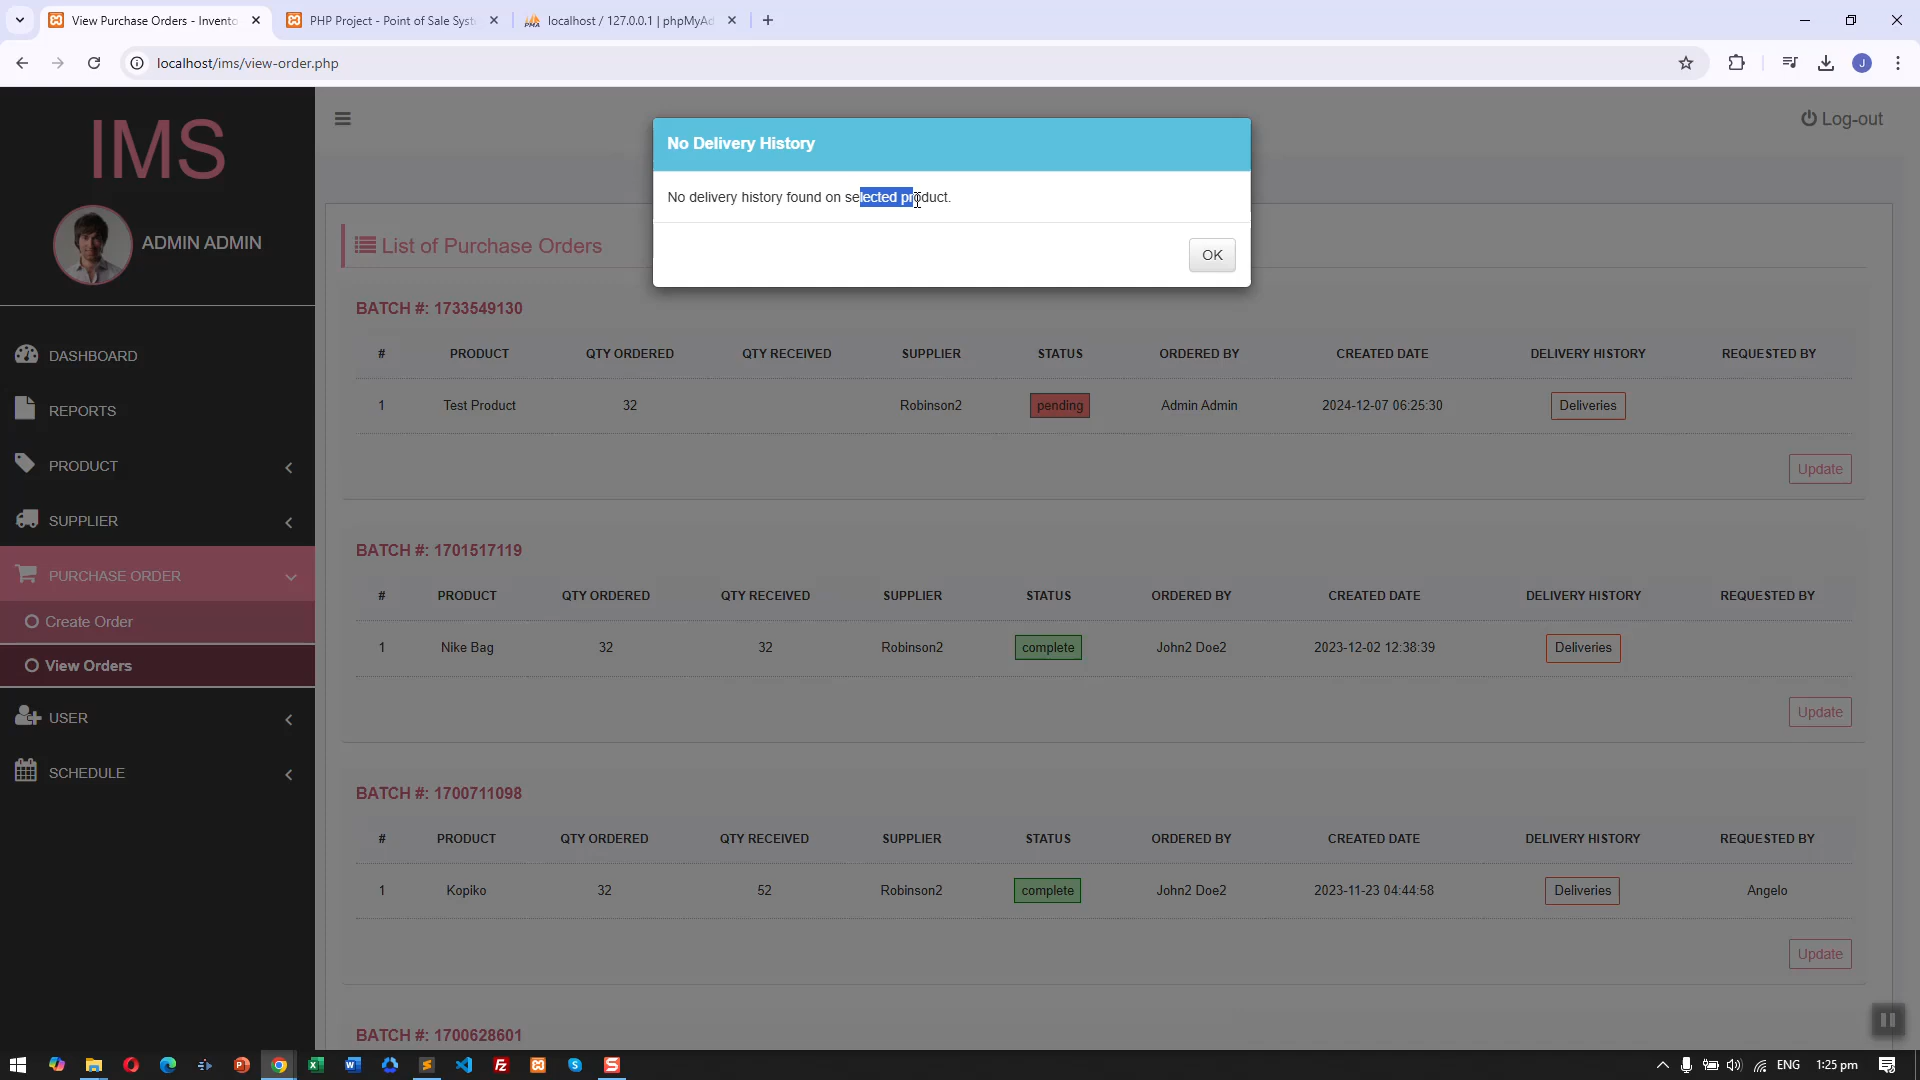 View Purchase Orders - Invento
PHP Project - Point of Sale Syst
localhost / 127.0.0.1 | phpMyAd
localhost/ims/view-order.php
J
IMS
ADMIN ADMIN
DASHBOARD
REPORTS
PRODUCT
SUPPLIER
PURCHASE ORDER
Create Order
View Orders
USER
SCHEDULE
Log-out
No Delivery History
No delivery history found on selected product.
OK
List of Purchase Orders
BATCH #: 1733549130
# PRODUCT QTY ORDERED QTY RECEIVED SUPPLIER STATUS ORDERED BY CREATED DATE DELIVERY HISTORY REQUESTED BY
1 Test Product 32 Robinson2 pending Admin Admin 2024-12-07 06:25:30 Deliveries
Update
BATCH #: 1701517119
# PRODUCT QTY ORDERED QTY RECEIVED SUPPLIER STATUS ORDERED BY CREATED DATE DELIVERY HISTORY REQUESTED BY
1 Nike Bag 32 32 Robinson2 complete John2 Doe2 2023-12-02 12:38:39 Deliveries
Update
BATCH #: 1700711098
# PRODUCT QTY ORDERED QTY RECEIVED SUPPLIER STATUS ORDERED BY CREATED DATE DELIVERY HISTORY REQUESTED BY
1 Kopiko 32 52 Robinson2 complete John2 Doe2 2023-11-23 04:44:58 Deliveries Angelo
Update
BATCH #: 1700628601
ENG 1:25 pm